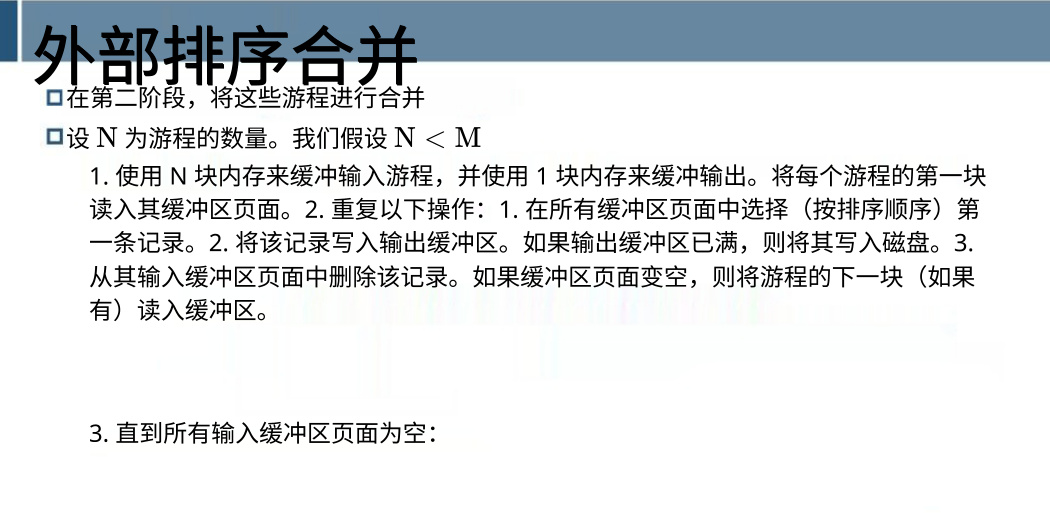 外部排序合并
在第二阶段，将这些游程进行合并
设 N 为游程的数量。我们假设 N < M
1. 使用 N 块内存来缓冲输入游程，并使用 1 块内存来缓冲输出。将每个游程的第一块
读入其缓冲区页面。2. 重复以下操作：1. 在所有缓冲区页面中选择（按排序顺序）第
一条记录。2. 将该记录写入输出缓冲区。如果输出缓冲区已满，则将其写入磁盘。3.
从其输入缓冲区页面中删除该记录。如果缓冲区页面变空，则将游程的下一块（如果
有）读入缓冲区。
3. 直到所有输入缓冲区页面为空：